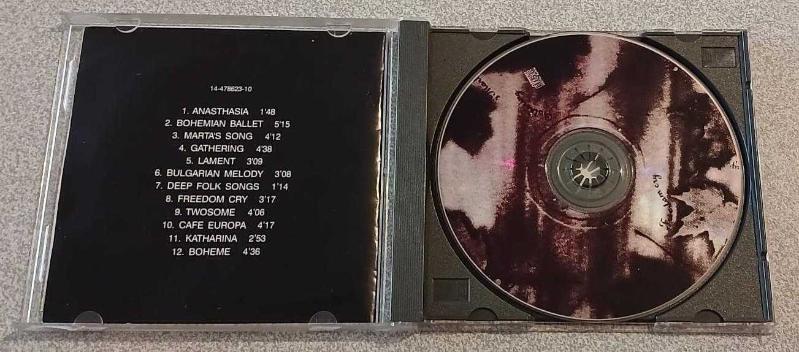 14-478623-10
1. ANASTHASIA 1'48
2. BOHEMIAN BALLET 5'15
3. MARTA'S SONG 4'12
4. GATHERING 4'38
5. LAMENT 3'09
6. BULGARIAN MELODY 3'08
7. DEEP FOLK SONGS 1'14
8. FREEDOM CRY 3'17
9. TWOSOME 4'06
10. CAFE EUROPA 4'17
11. KATHARINA 2'53
12. BOHEME 4'36